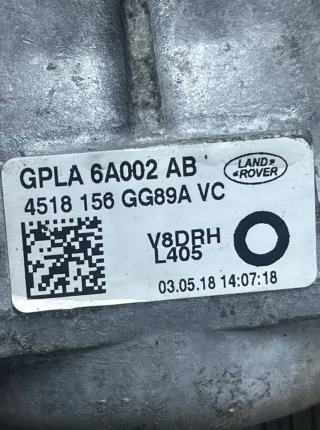 GPLA 6A002 AB
LAND
ROVER
4518 156 GG89A VC
V8DRH
L405
03.05.18 14:07:18